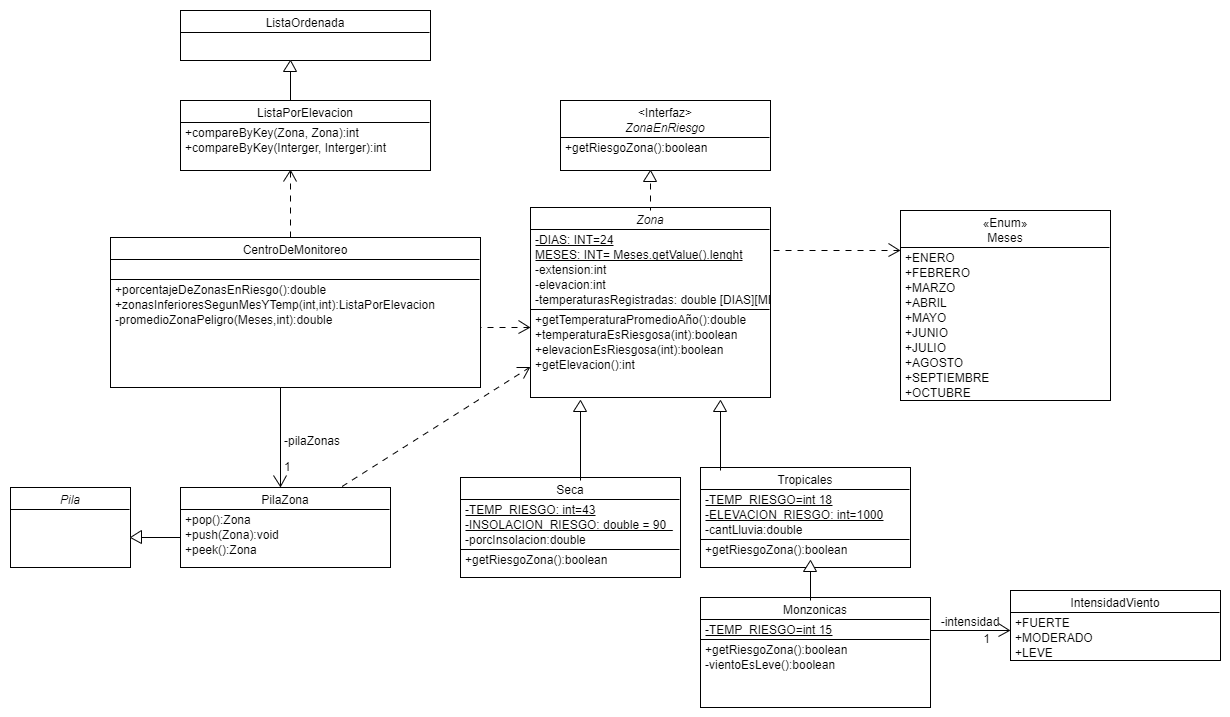 ListaOrdenada
ListaPorElevacion
+compareByKey(Zona, Zona):int
+compareByKey(Interger, Interger):int
<Interfaz>
ZonaEnRiesgo
+getRiesgoZona():boolean
CentroDeMonitoreo
+porcentajeDeZonasEnRiesgo():double
+zonasInferioresSegunMesYTemp(int,int):ListaPorElevacion
-promedioZonaPeligro(Meses,int):double
Zona
-DIAS: INT=24
MESES: INT= Meses.getValue().lenght
-extension:int
-elevacion:int
-temperaturasRegistradas: double [DIAS][M
+getTemperaturaPromedioAño():double
+temperaturaEsRiesgosa(int):boolean
+elevacionEsRiesgosa(int):boolean
+getElevacion():int
«Enum»
Meses
+ENERO
+FEBRERO
+MARZO
+ABRIL
+MAYO
+JUNIO
+JULIO
+AGOSTO
+SEPTIEMBRE
+OCTUBRE
-pilaZonas
1
Pila
PilaZona
+pop():Zona
+push(Zona):void
+peek():Zona
Seca
-TEMP_RIESGO: int=43
-INSOLACION_RIESGO: double = 90
-porcInsolacion:double
+getRiesgoZona():boolean
Tropicales
-TEMP_RIESGO=int 18
-ELEVACION_RIESGO: int=1000
-cantLluvia:double
+getRiesgoZona():boolean
Monzonicas
-TEMP_RIESGO=int 15
+getRiesgoZona():boolean
-vientoEsLeve():boolean
-intensidad
1
IntensidadViento
+FUERTE
+MODERADO
+LEVE